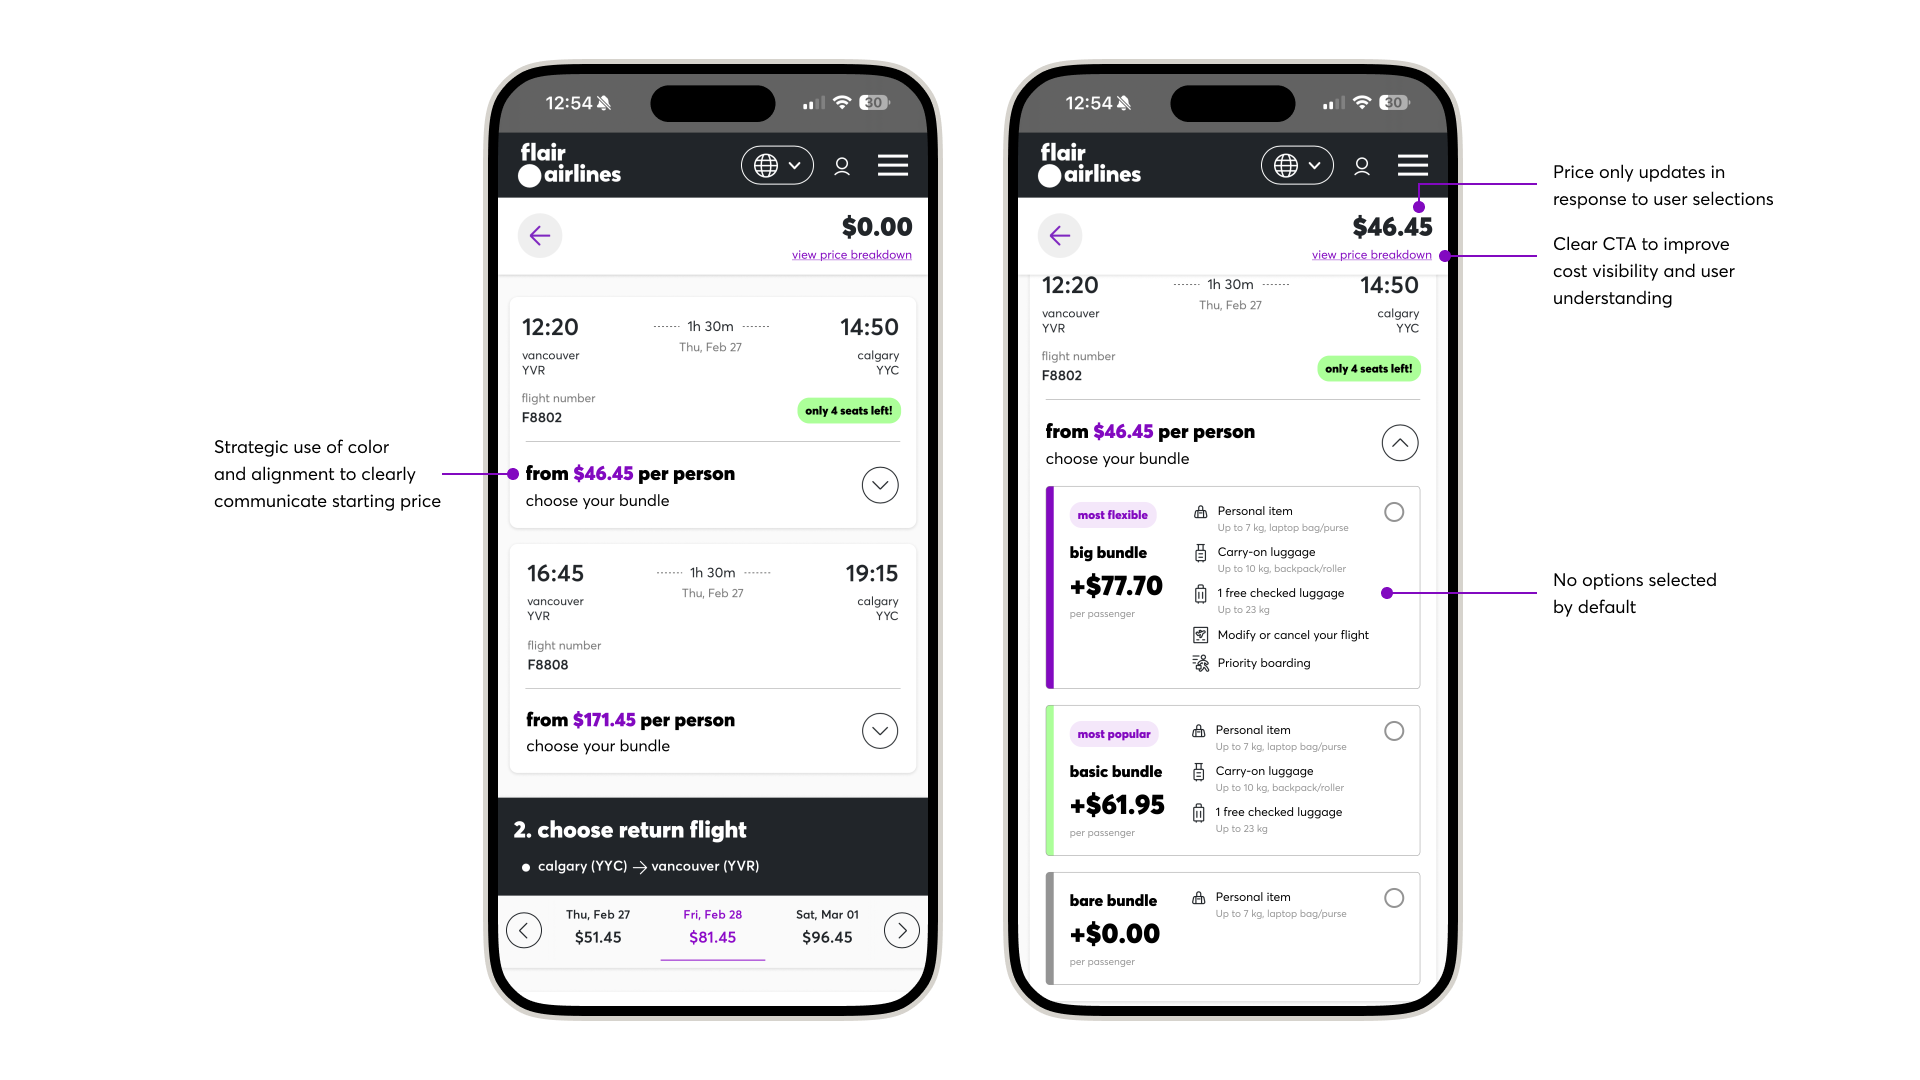 Strategic use of color
and alignment to clearly
communicate starting price
12:54
30
flair
airlines
$0.00
view price breakdown
12:20
1h 30m
14:50
Thu, Feb 27
vancouver
calgary
YVR
YYC
flight number
F8802
only 4 seats left!
from $46.45 per person
choose your bundle
16:45
1h 30m
19:15
Thu, Feb 27
vancouver
calgary
YVR
YYC
flight number
F8808
from $171.45 per person
choose your bundle
2. choose return flight
calgary (YYC) → vancouver (YVR)
Thu, Feb 27
Fri, Feb 28
Sat, Mar 01
$51.45
$81.45
$96.45
12:54
30
flair
airlines
$46.45
view price breakdown
12:20
1h 30m
14:50
Thu, Feb 27
vancouver
calgary
YVR
YYC
flight number
F8802
only 4 seats left!
from $46.45 per person
choose your bundle
most flexible
big bundle
+$77.70
per passenger
Personal item
Up to 7 kg, laptop bag/purse
Carry-on luggage
Up to 10 kg, backpack/roller
1 free checked luggage
Up to 23 kg
Modify or cancel your flight
Priority boarding
most popular
basic bundle
+$61.95
per passenger
Personal item
Up to 7 kg, laptop bag/purse
Carry-on luggage
Up to 10 kg, backpack/roller
1 free checked luggage
Up to 23 kg
bare bundle
+$0.00
per passenger
Personal item
Up to 7 kg, laptop bag/purse
Price only updates in
response to user selections
Clear CTA to improve
cost visibility and user
understanding
No options selected
by default